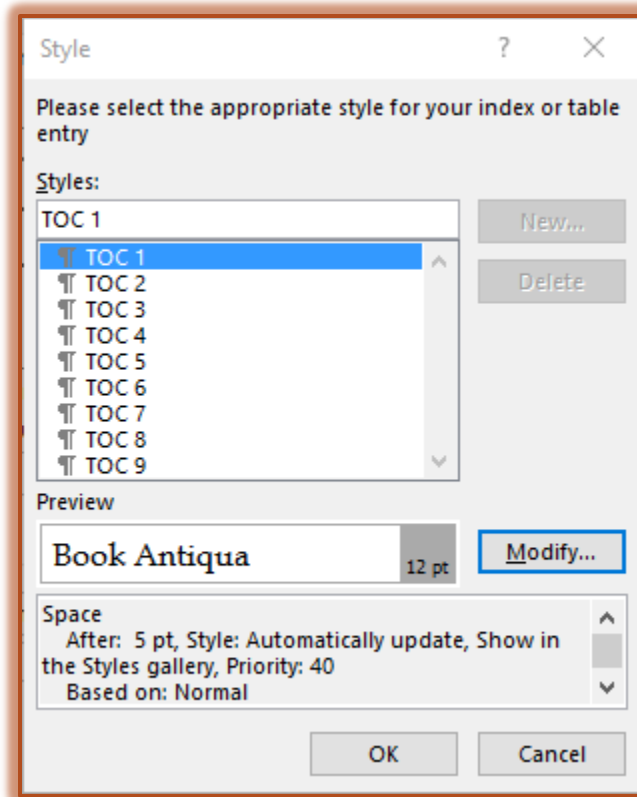 Style
?
Please select the appropriate style for your index or table
entry
Styles:
TOC 1
New...
TOC 1
TOC 2
TOC 3
TOC 4
TOC 5
TOC 6
TOC 7
TOC 8
TOC 9
Delete
Preview
Book Antiqua
12 pt
Modify...
Space
After: 5 pt, Style: Automatically update, Show in
the Styles gallery, Priority: 40
Based on: Normal
OK
Cancel